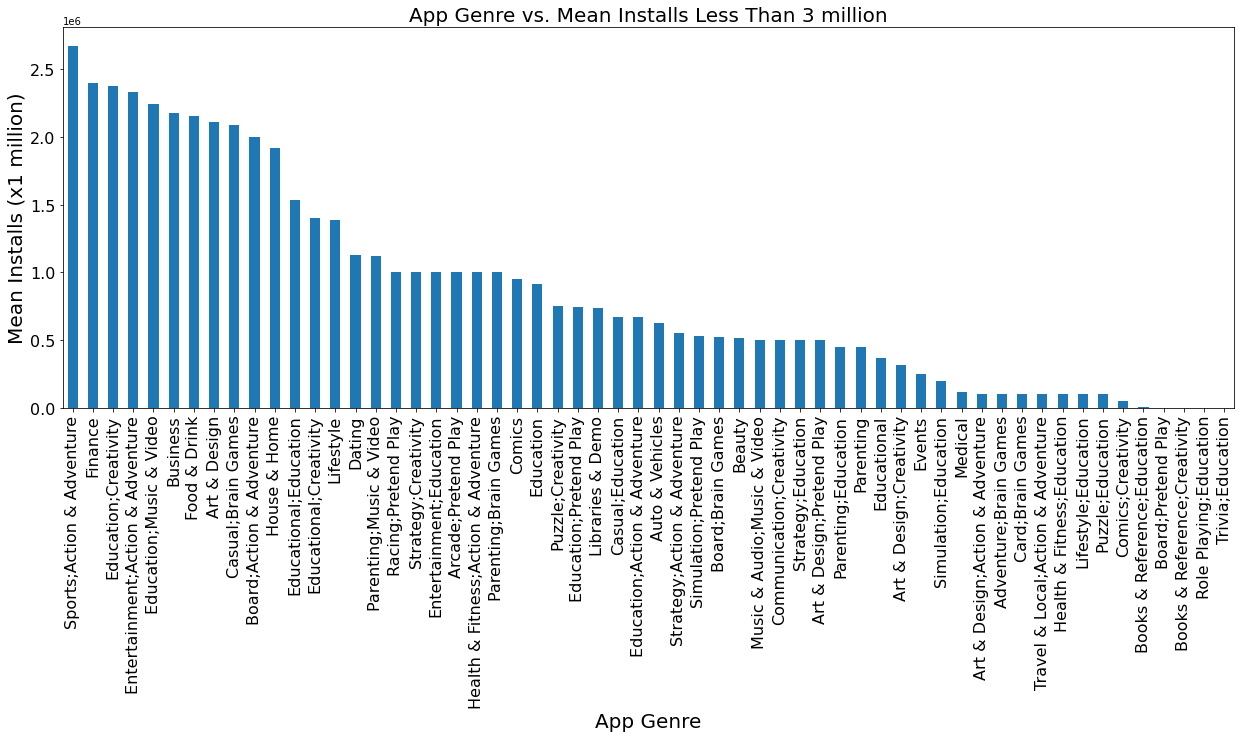 App Genre vs. Mean Installs Less Than 3 million
1e6
Mean Installs (x1 million)
2.5
2.0
1.5
1.0
0.5
0.0
Sports;Action & Adventure
Finance
Education;Creativity
Entertainment;Action & Adventure
Education;Music & Video
Business
Food & Drink
Art & Design
Casual;Brain Games
Board;Action & Adventure
House & Home
Educational;Education
Educational;Creativity
Lifestyle
Dating
Parenting;Music & Video
Racing;Pretend Play
Strategy;Creativity
Entertainment;Education
Arcade;Pretend Play
Health & Fitness;Action & Adventure
Parenting;Brain Games
Comics
Education
Puzzle;Creativity
Education;Pretend Play
Libraries & Demo
Casual;Education
Education;Action & Adventure
Auto & Vehicles
Strategy;Action & Adventure
Simulation;Pretend Play
Board;Brain Games
Beauty
Music & Audio;Music & Video
Communication;Creativity
Strategy;Education
Art & Design;Pretend Play
Parenting;Education
Parenting
Educational
Art & Design;Creativity
Events
Simulation;Education
Medical
Art & Design;Action & Adventure
Adventure;Brain Games
Card;Brain Games
Travel & Local;Action & Adventure
Health & Fitness;Education
Lifestyle;Education
Puzzle;Education
Comics;Creativity
Books & Reference;Education
Board;Pretend Play
Books & Reference;Creativity
Role Playing;Education
Trivia;Education
App Genre